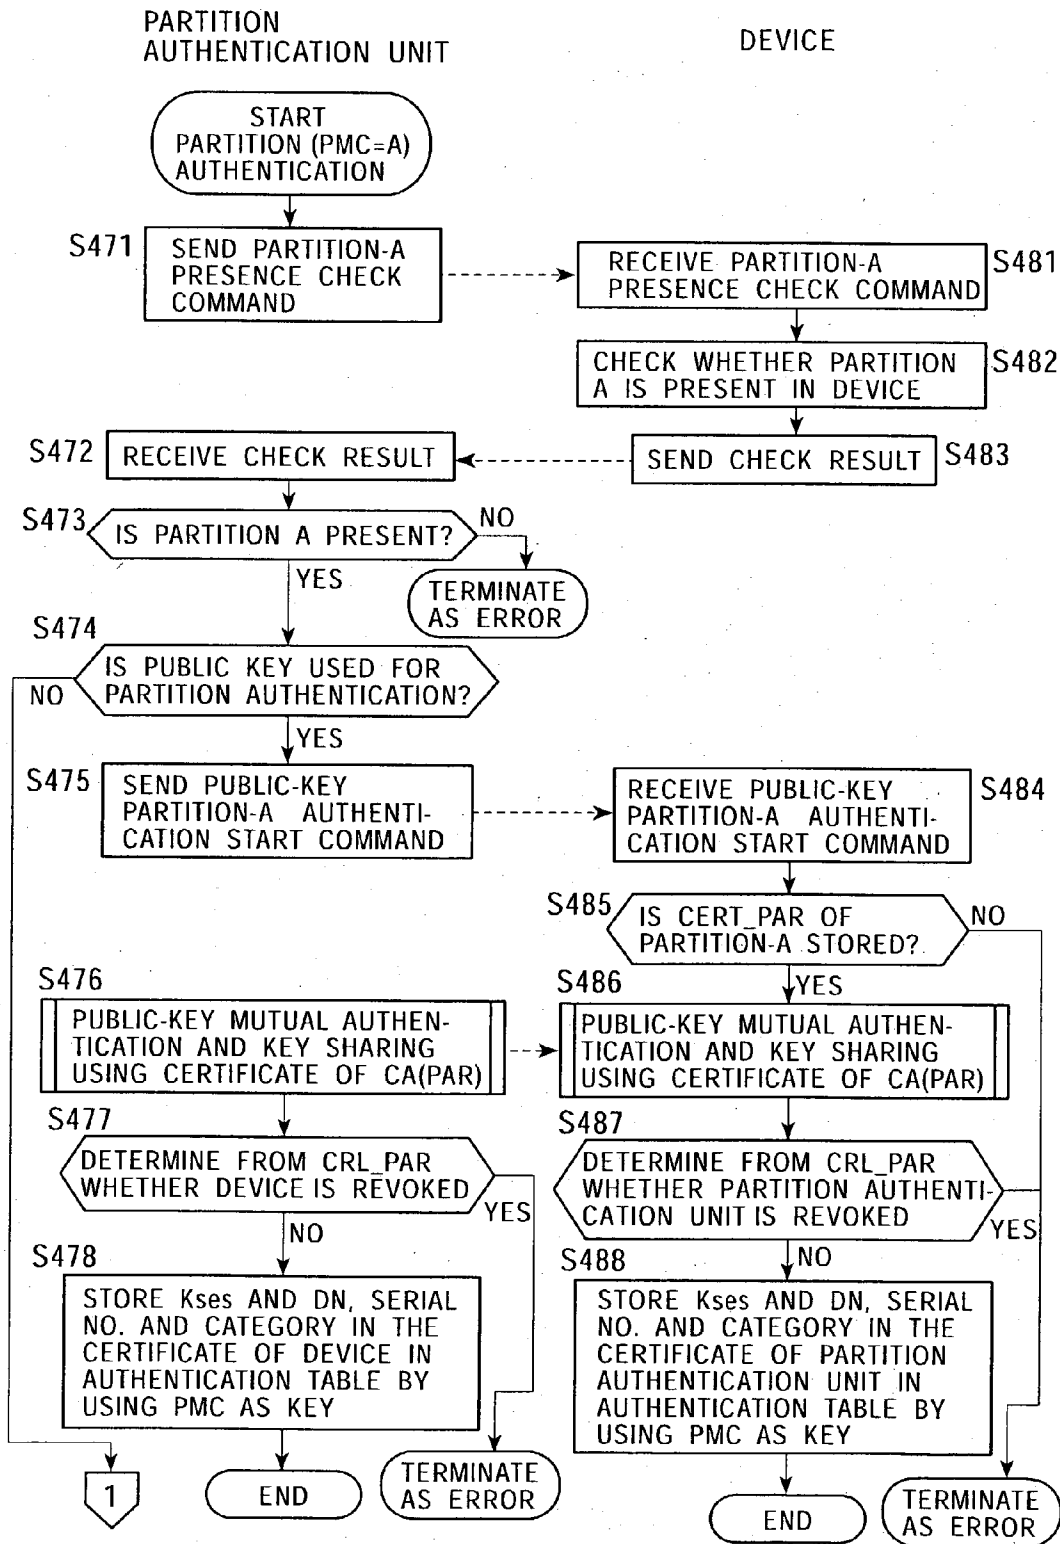 PARTITION
AUTHENTICATION UNIT
DEVICE
START
PARTITION (PMC=A)
AUTHENTICATION
S471
SEND PARTITION-A
PRESENCE CHECK
COMMAND
RECEIVE PARTITION-A
PRESENCE CHECK COMMAND
S481
CHECK WHETHER PARTITION
A IS PRESENT IN DEVICE
S482
S472
RECEIVE CHECK RESULT
SEND CHECK RESULT
S483
S473
IS PARTITION A PRESENT?
NO
YES
TERMINATE
AS ERROR
S474
IS PUBLIC KEY USED FOR
PARTITION AUTHENTICATION?
NO
YES
S475
SEND PUBLIC-KEY
PARTITION-A AUTHENTI-
CATION START COMMAND
RECEIVE PUBLIC-KEY
PARTITION-A AUTHENTI-
CATION START COMMAND
S484
S485
IS CERT_PAR OF
PARTITION-A STORED?
NO
YES
S476
PUBLIC-KEY MUTUAL AUTHEN-
TICATION AND KEY SHARING
USING CERTIFICATE OF CA(PAR)
S486
PUBLIC-KEY MUTUAL AUTHEN-
TICATION AND KEY SHARING
USING CERTIFICATE OF CA(PAR)
S477
DETERMINE FROM CRL_PAR
WHETHER DEVICE IS REVOKED
YES
NO
S487
DETERMINE FROM CRL_PAR
WHETHER PARTITION AUTHENTI-
CATION UNIT IS REVOKED
YES
NO
S478
STORE Kses AND DN, SERIAL
NO. AND CATEGORY IN THE
CERTIFICATE OF DEVICE IN
AUTHENTICATION TABLE BY
USING PMC AS KEY
S488
STORE Kses AND DN, SERIAL
NO. AND CATEGORY IN THE
CERTIFICATE OF PARTITION
AUTHENTICATION UNIT IN
AUTHENTICATION TABLE BY
USING PMC AS KEY
1
END
TERMINATE
AS ERROR
END
TERMINATE
AS ERROR